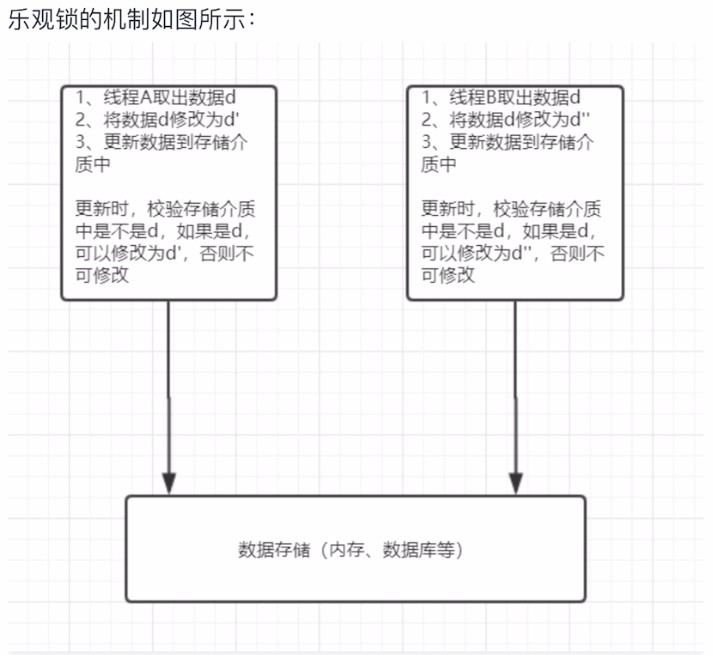 乐观锁的机制如图所示：
1、线程A取出数据d
2、将数据d修改为d'
3、更新数据到存储介
质中
更新时，校验存储介质
中是不是d，如果是d，
可以修改为d'，否则不
可修改
1、线程B取出数据d
2、将数据d修改为d''
3、更新数据到存储介
质中
更新时，校验存储介质
中是不是d，如果是d，
可以修改为d''，否则不
可修改
数据存储（内存、数据库等）